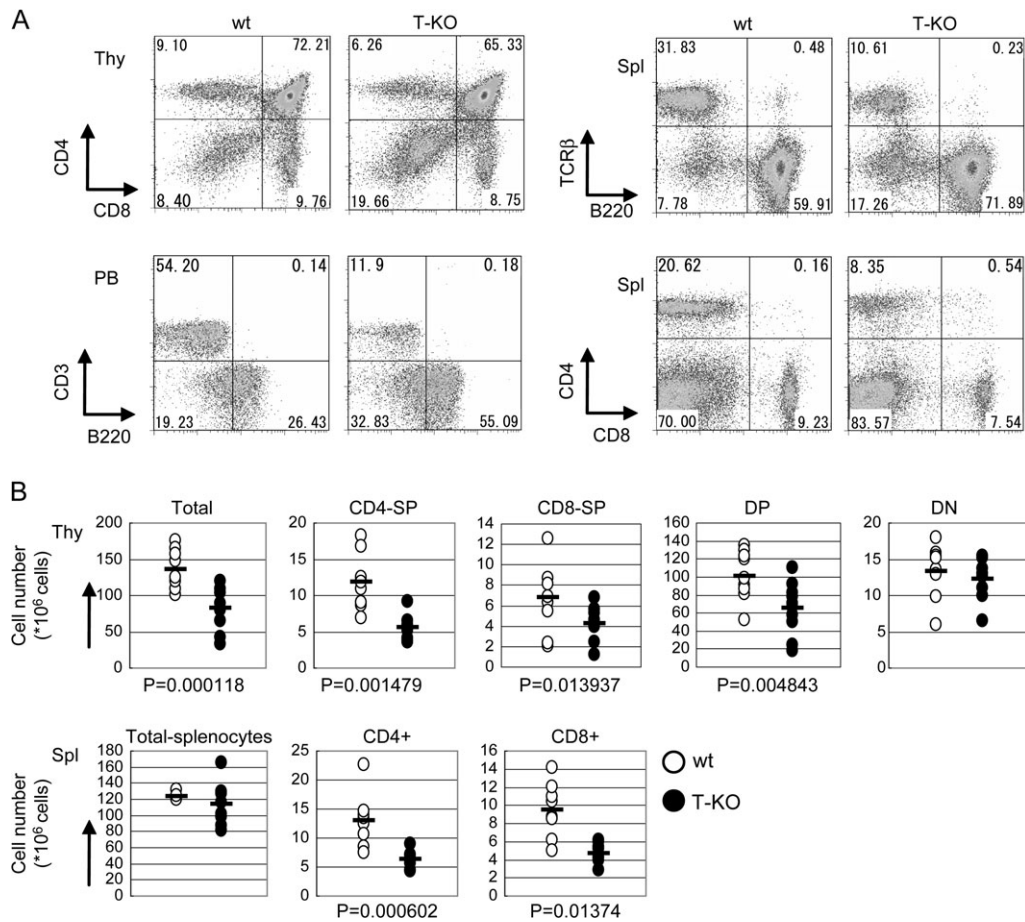 A
wt
T-KO
wt
T-KO
Thy
9.10
72.21
6.26
65.33
CD4
8.40
9.76
19.66
8.75
CD8
Spl
31.83
0.48
10.61
0.23
TCRβ
7.78
59.91
17.26
71.89
B220
PB
54.20
0.14
11.9
0.18
CD3
19.23
26.43
32.83
55.09
B220
Spl
20.62
0.16
8.35
0.54
CD4
70.00
9.23
83.57
7.54
CD8
B
Thy
Cell number
(*10⁶ cells)
Total
200
150
100
50
0
P=0.000118
CD4-SP
20
15
10
5
0
P=0.001479
CD8-SP
14
12
10
8
6
4
2
0
P=0.013937
DP
160
140
120
100
80
60
40
20
0
P=0.004843
DN
20
15
10
5
0
Spl
Cell number
(*10⁶ cells)
Total-splenocytes
180
160
140
120
100
80
60
40
20
0
CD4+
25
20
15
10
5
0
P=0.000602
CD8+
16
14
12
10
8
6
4
2
0
P=0.01374
wt
T-KO